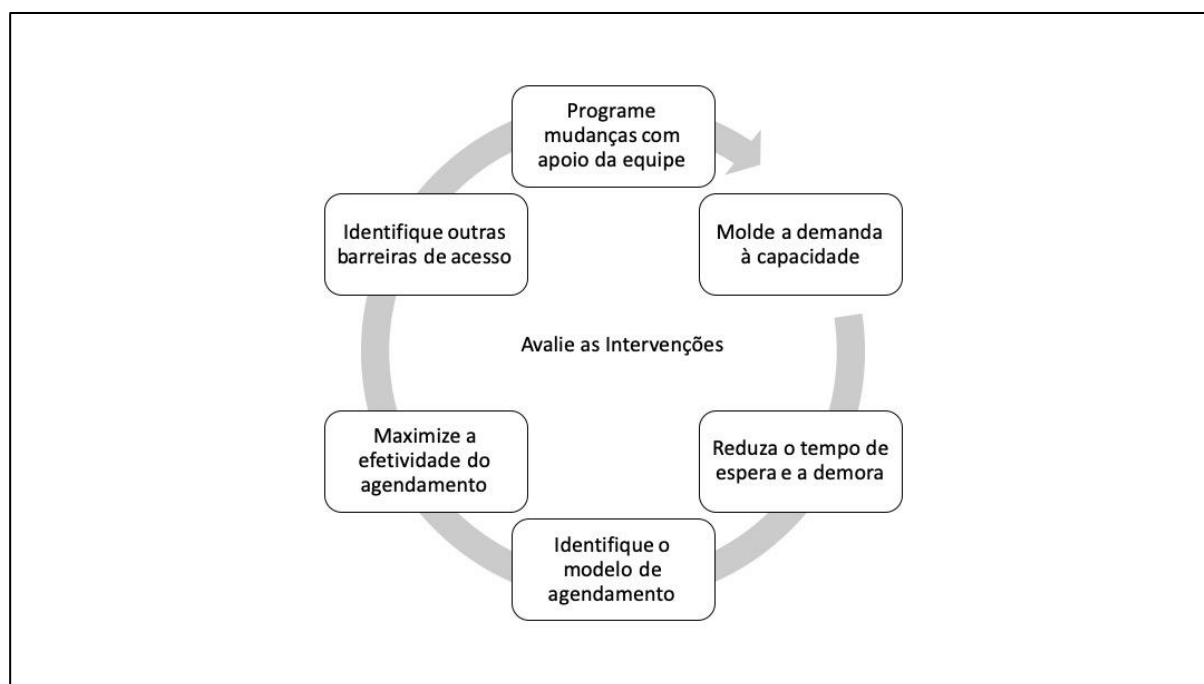 Programe
mudanças com
apoio da equipe
Molde a demanda
à capacidade
Reduza o tempo de
espera e a demora
Identifique o
modelo de
agendamento
Maximize a
efetividade do
agendamento
Identifique outras
barreiras de acesso
Avalie as Intervenções